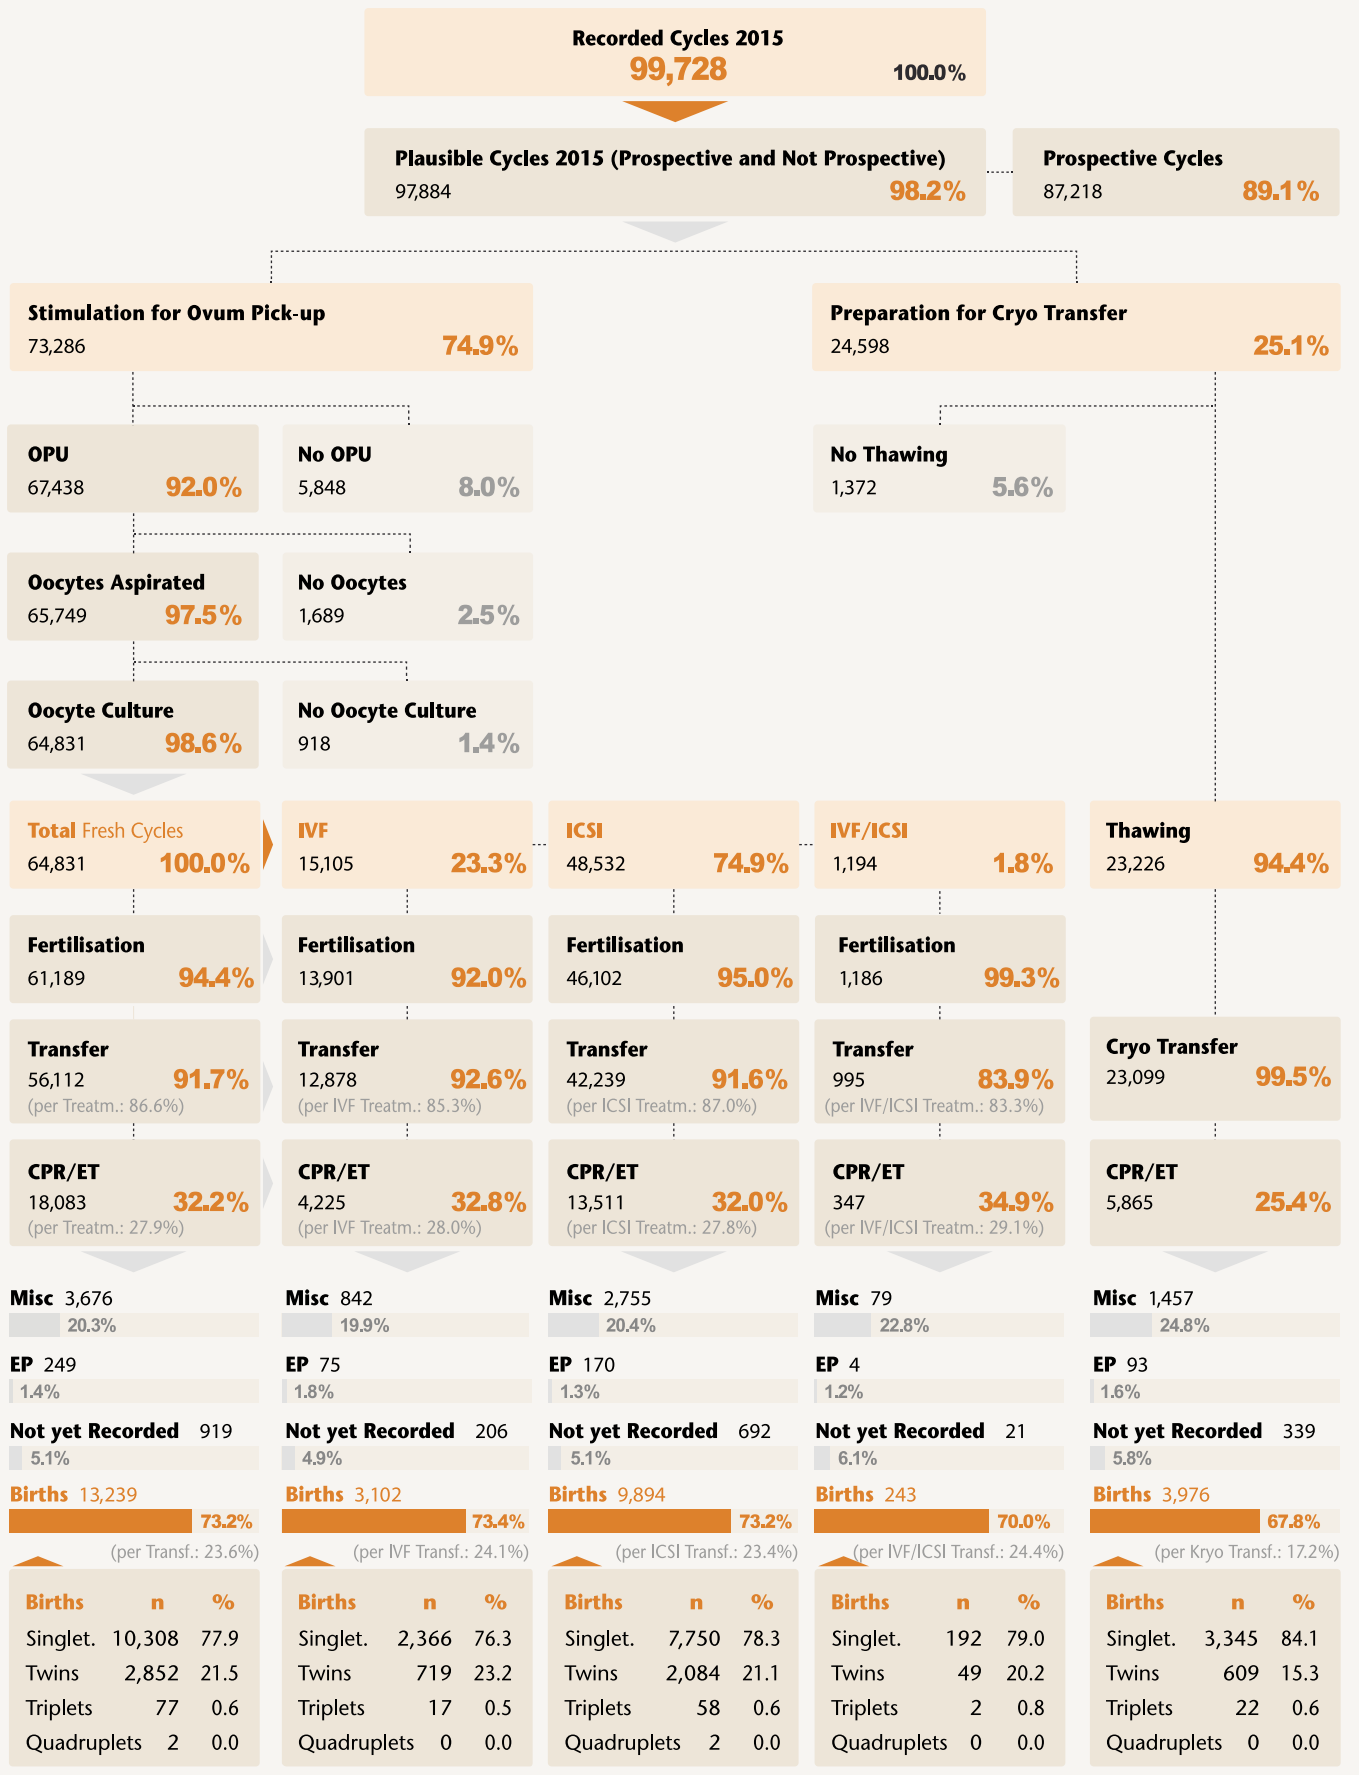 Recorded Cycles 2015
99,728 100.0%
Plausible Cycles 2015 (Prospective and Not Prospective)
97,884 98.2%
Prospective Cycles
87,218 89.1%
Stimulation for Ovum Pick-up
73,286 74.9%
Preparation for Cryo Transfer
24,598 25.1%
OPU
67,438 92.0%
No OPU
5,848 8.0%
No Thawing
1,372 5.6%
Oocytes Aspirated
65,749 97.5%
No Oocytes
1,689 2.5%
Oocyte Culture
64,831 98.6%
No Oocyte Culture
918 1.4%
Total Fresh Cycles
64,831 100.0%
IVF
15,105 23.3%
ICSI
48,532 74.9%
IVF/ICSI
1,194 1.8%
Thawing
23,226 94.4%
Fertilisation
61,189 94.4%
Fertilisation
13,901 92.0%
Fertilisation
46,102 95.0%
Fertilisation
1,186 99.3%
Transfer
56,112 91.7%
(per Treatm.: 86.6%)
Transfer
12,878 92.6%
(per IVF Treatm.: 85.3%)
Transfer
42,239 91.6%
(per ICSI Treatm.: 87.0%)
Transfer
995 83.9%
(per IVF/ICSI Treatm.: 83.3%)
Cryo Transfer
23,099 99.5%
CPR/ET
18,083 32.2%
(per Treatm.: 27.9%)
CPR/ET
4,225 32.8%
(per IVF Treatm.: 28.0%)
CPR/ET
13,511 32.0%
(per ICSI Treatm.: 27.8%)
CPR/ET
347 34.9%
(per IVF/ICSI Treatm.: 29.1%)
CPR/ET
5,865 25.4%
Misc 3,676
20.3%
EP 249
1.4%
Not yet Recorded 919
5.1%
Births 13,239
73.2%
(per Transf.: 23.6%)
Births n %
Singlet. 10,308 77.9
Twins 2,852 21.5
Triplets 77 0.6
Quadruplets 2 0.0
Misc 842
19.9%
EP 75
1.8%
Not yet Recorded 206
4.9%
Births 3,102
73.4%
(per IVF Transf.: 24.1%)
Births n %
Singlet. 2,366 76.3
Twins 719 23.2
Triplets 17 0.5
Quadruplets 0 0.0
Misc 2,755
20.4%
EP 170
1.3%
Not yet Recorded 692
5.1%
Births 9,894
73.2%
(per ICSI Transf.: 23.4%)
Births n %
Singlet. 7,750 78.3
Twins 2,084 21.1
Triplets 58 0.6
Quadruplets 2 0.0
Misc 79
22.8%
EP 4
1.2%
Not yet Recorded 21
6.1%
Births 243
70.0%
(per IVF/ICSI Transf.: 24.4%)
Births n %
Singlet. 192 79.0
Twins 49 20.2
Triplets 2 0.8
Quadruplets 0 0.0
Misc 1,457
24.8%
EP 93
1.6%
Not yet Recorded 339
5.8%
Births 3,976
67.8%
(per Kryo Transf.: 17.2%)
Births n %
Singlet. 3,345 84.1
Twins 609 15.3
Triplets 22 0.6
Quadruplets 0 0.0